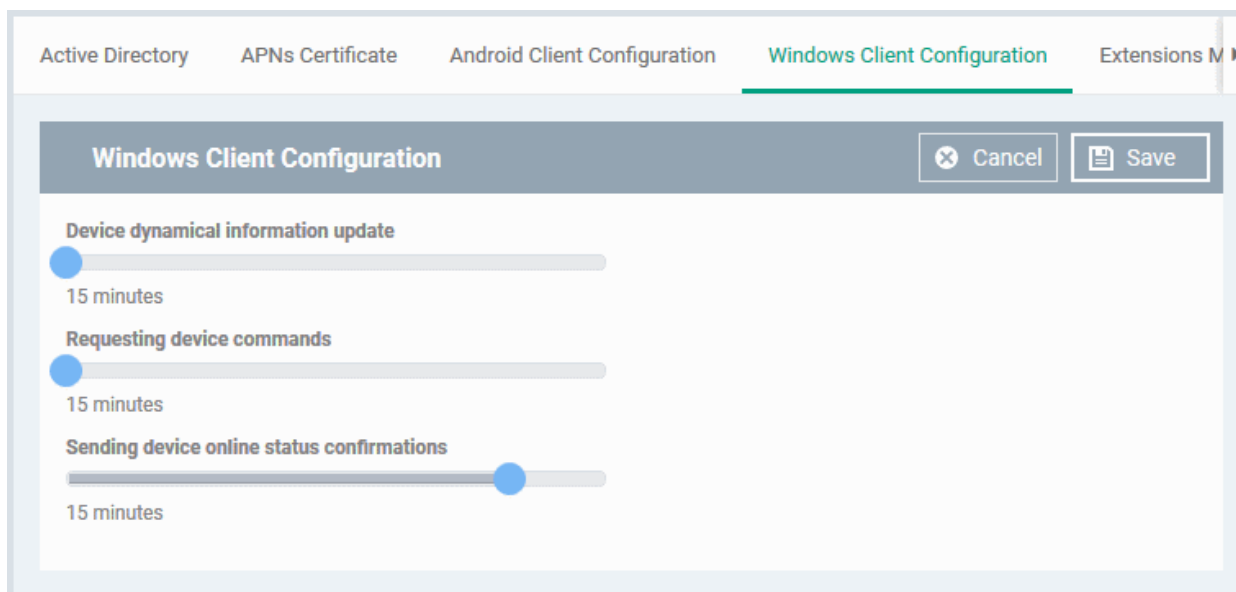 Active Directory APNs Certificate Android Client Configuration Windows Client Configuration Extensions M
Windows Client Configuration Cancel Save
Device dynamical information update
15 minutes
Requesting device commands
15 minutes
Sending device online status confirmations
15 minutes